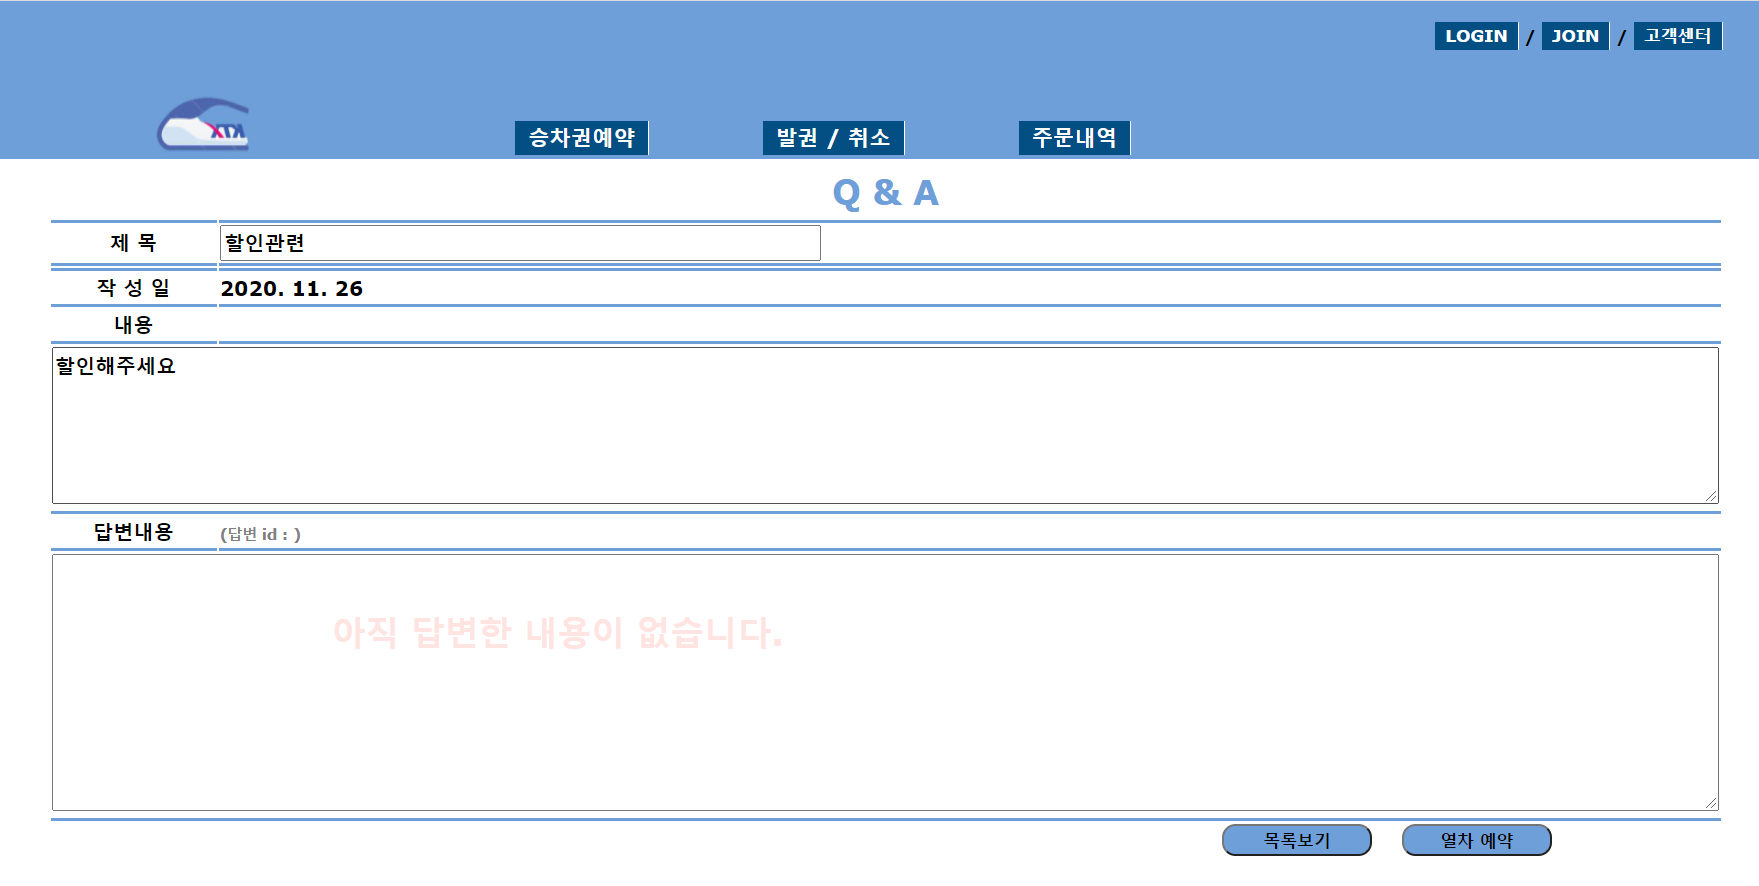 LOGIN / JOIN / 고객센터
승차권예약 발권 / 취소 주문내역
Q & A
제 목 할인관련
작 성 일 2020. 11. 26
내용
할인해주세요
답변내용 (답변 id : )
아직 답변한 내용이 없습니다.
목록보기 열차 예약